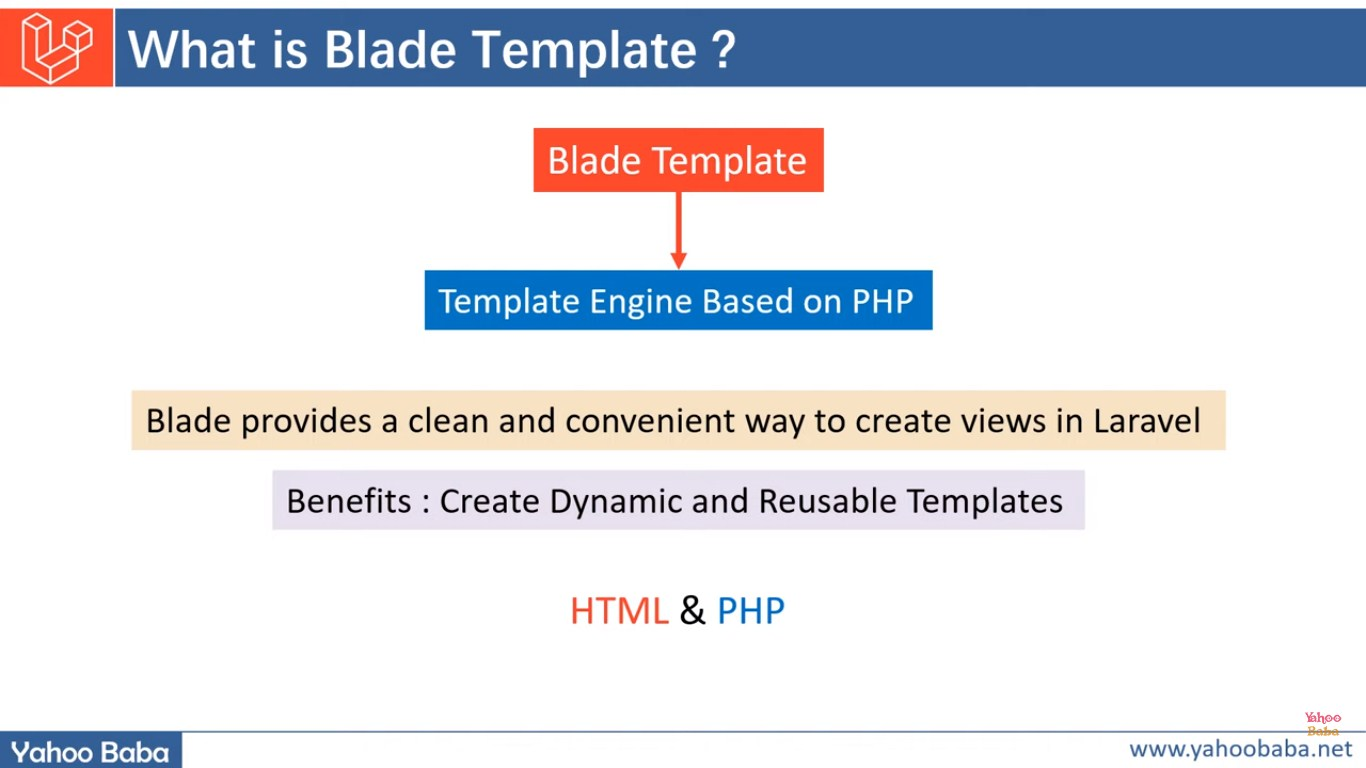 What is Blade Template ?
Blade Template
Template Engine Based on PHP
Blade provides a clean and convenient way to create views in Laravel
Benefits : Create Dynamic and Reusable Templates
HTML & PHP
Yahoo
Baba
Yahoo Baba
www.yahoobaba.net